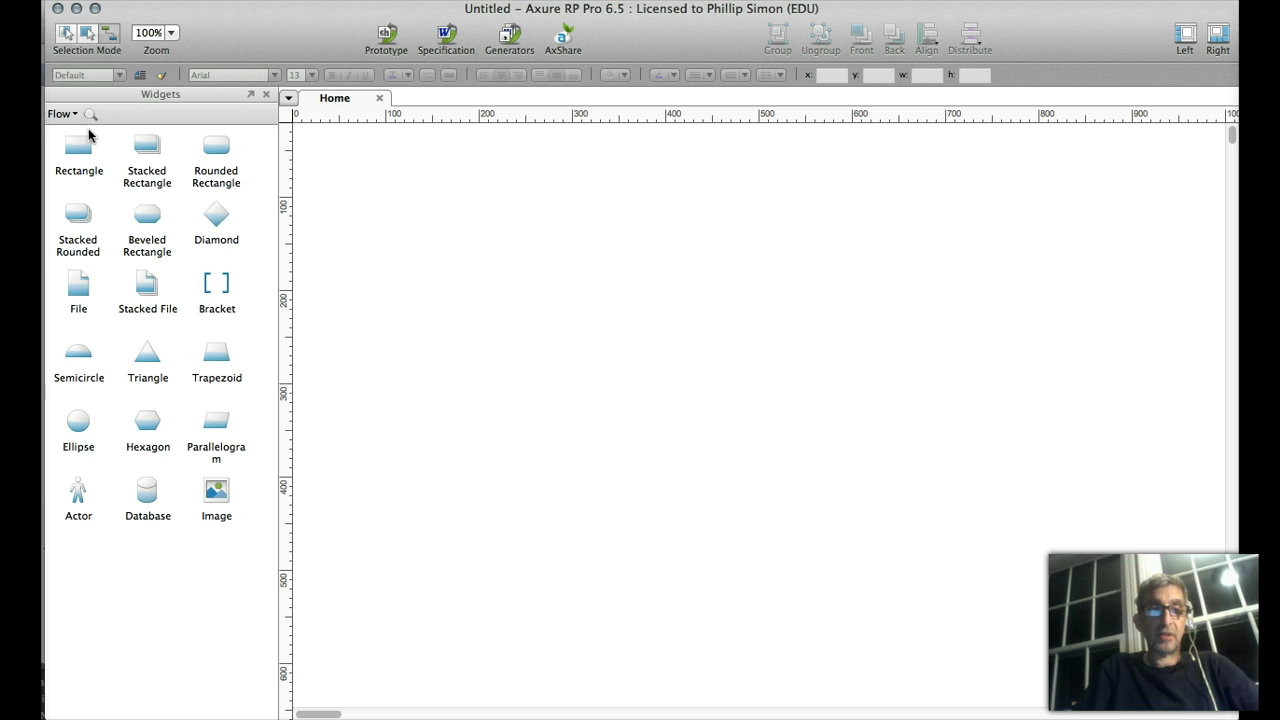 Untitled - Axure RP Pro 6.5 : Licensed to Phillip Simon (EDU)
100%
Selection Mode Zoom Prototype Specification Generators AxShare Group Ungroup Front Back Align Distribute Left Right
Default Arial 13 B I U x: y: w: h:
Widgets
Home
Flow
0 100 200 300 400 500 600 700 800 900 100
Rectangle Stacked Rectangle Rounded Rectangle
100
Stacked Rounded Beveled Rectangle Diamond
200
File Stacked File Bracket
300
Semicircle Triangle Trapezoid
400
Ellipse Hexagon Parallelogra
m
Actor Database Image
500
600